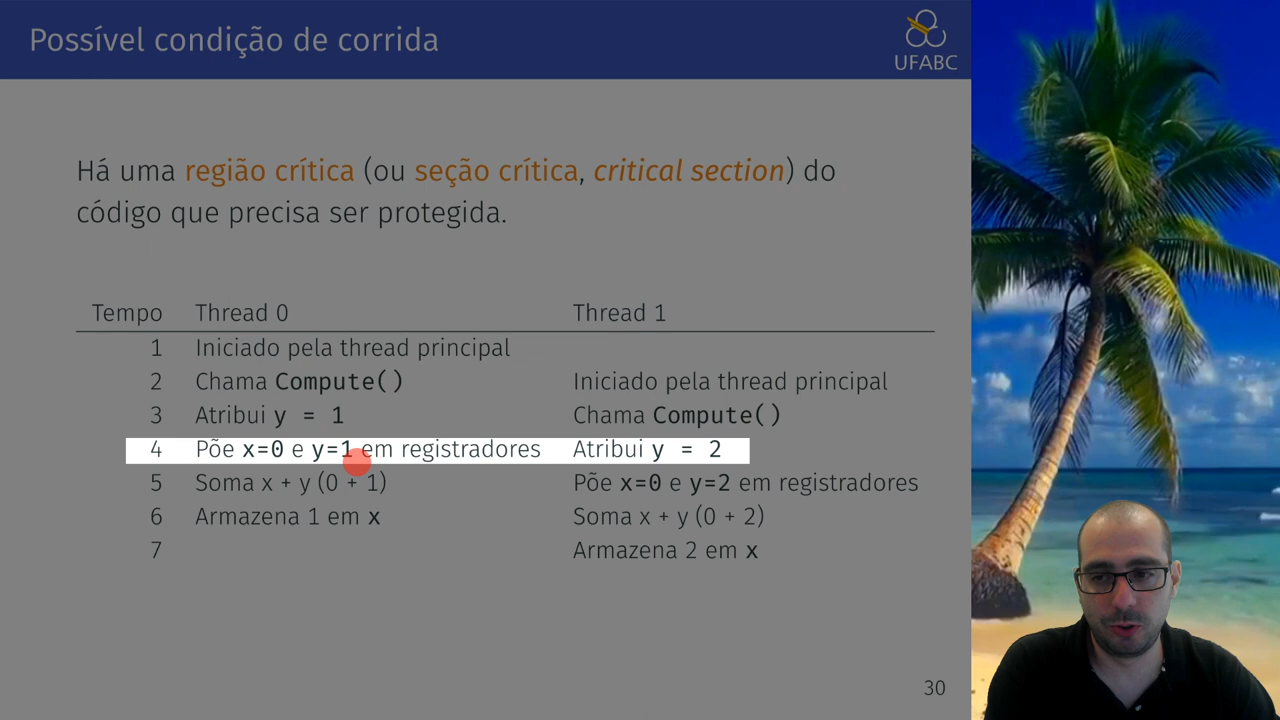 Possível condição de corrida
UFABC
Há uma região crítica (ou seção crítica, critical section) do
código que precisa ser protegida.
Tempo Thread 0 Thread 1
1 Iniciado pela thread principal
2 Chama Compute() Iniciado pela thread principal
3 Atribui y = 1 Chama Compute()
4 Põe x=0 e y=1 em registradores Atribui y = 2
5 Soma x + y (0 + 1) Põe x=0 e y=2 em registradores
6 Armazena 1 em x Soma x + y (0 + 2)
7 Armazena 2 em x
30